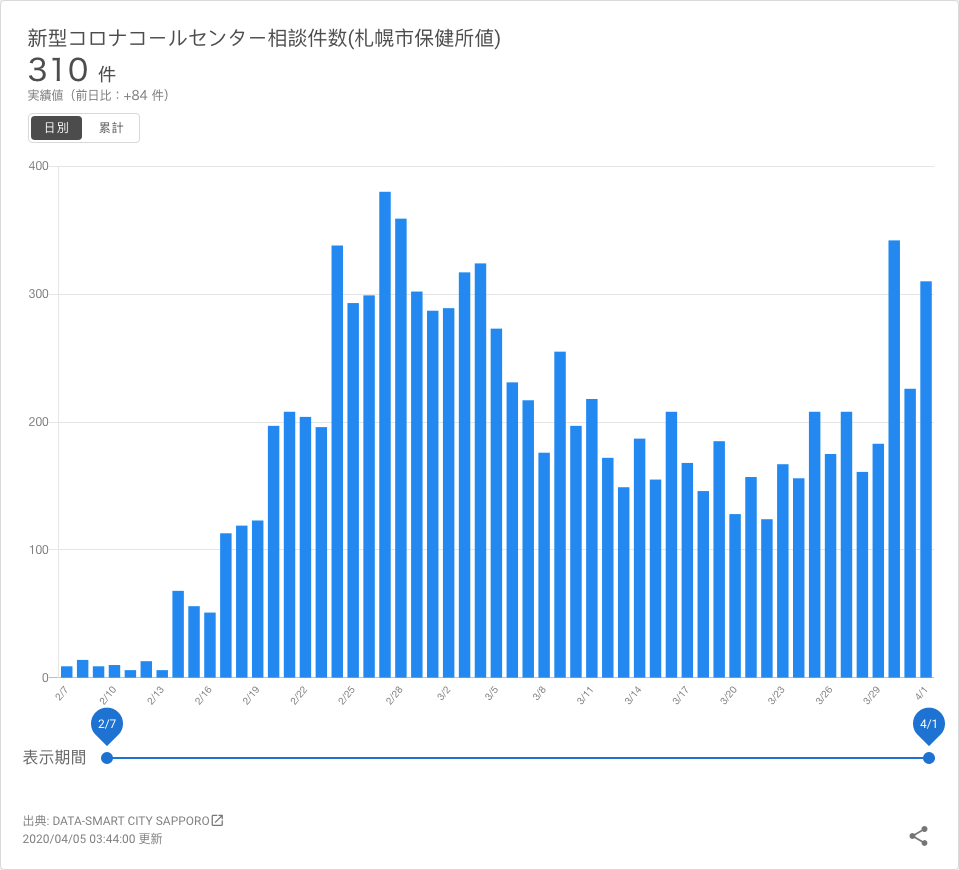 新型コロナコールセンター相談件数(札幌市保健所値)
310 件
実績値（前日比：+84 件）
日別 累計
400
300
200
100
0
2/7 2/10 2/13 2/16 2/19 2/22 2/25 2/28 3/2 3/5 3/8 3/11 3/14 3/17 3/20 3/23 3/26 3/29 4/1
2/7 4/1
表示期間
出典: DATA-SMART CITY SAPPORO
2020/04/05 03:44:00 更新